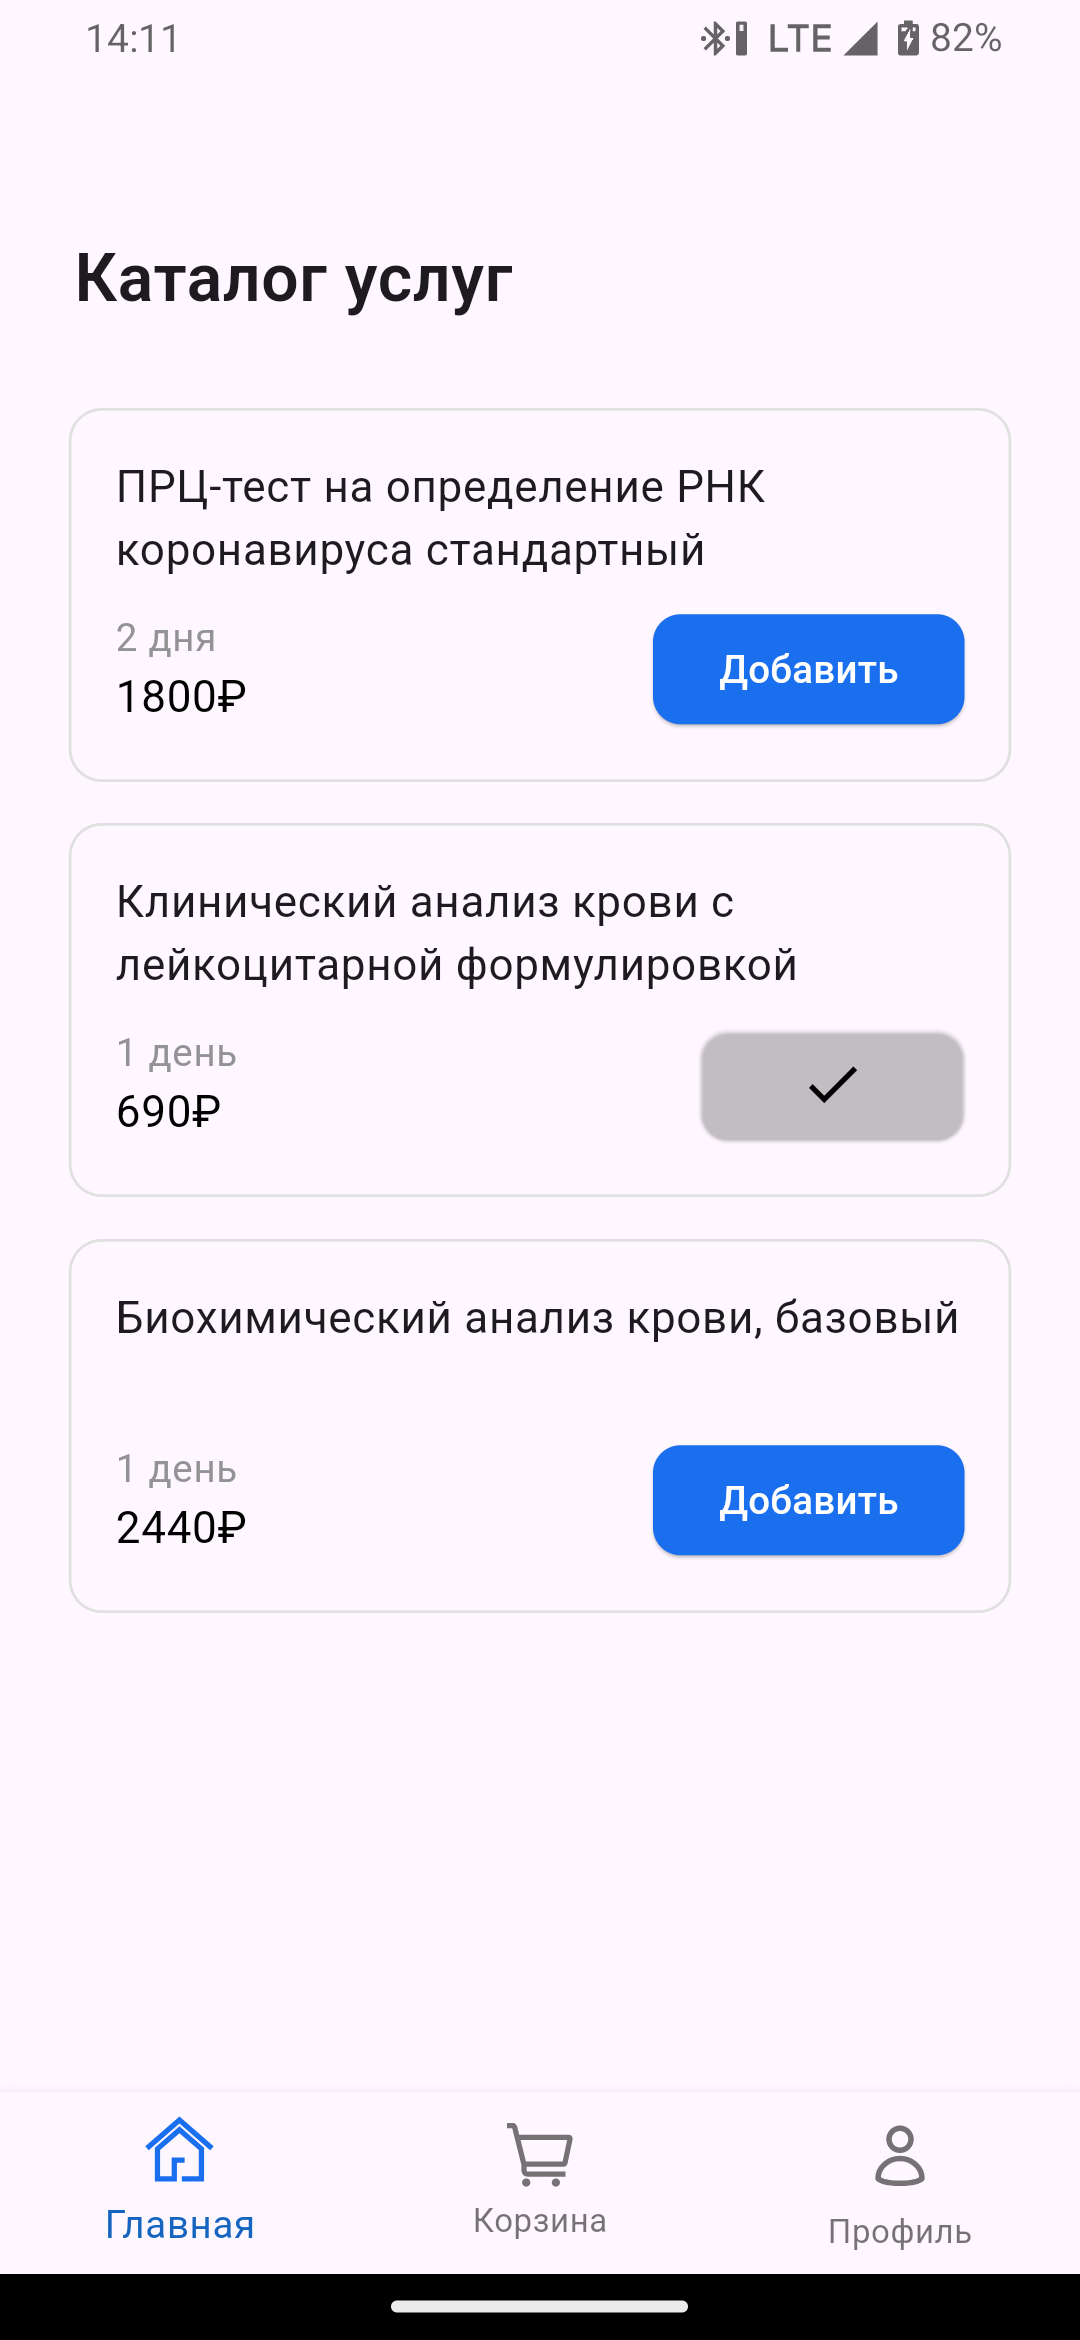 14:11 LTE 82%
Каталог услуг
ПРЦ-тест на определение РНК
коронавируса стандартный
2 дня
1800₽
Добавить
Клинический анализ крови с
лейкоцитарной формулировкой
1 день
690₽
Биохимический анализ крови, базовый
1 день
2440₽
Добавить
Главная
Корзина
Профиль